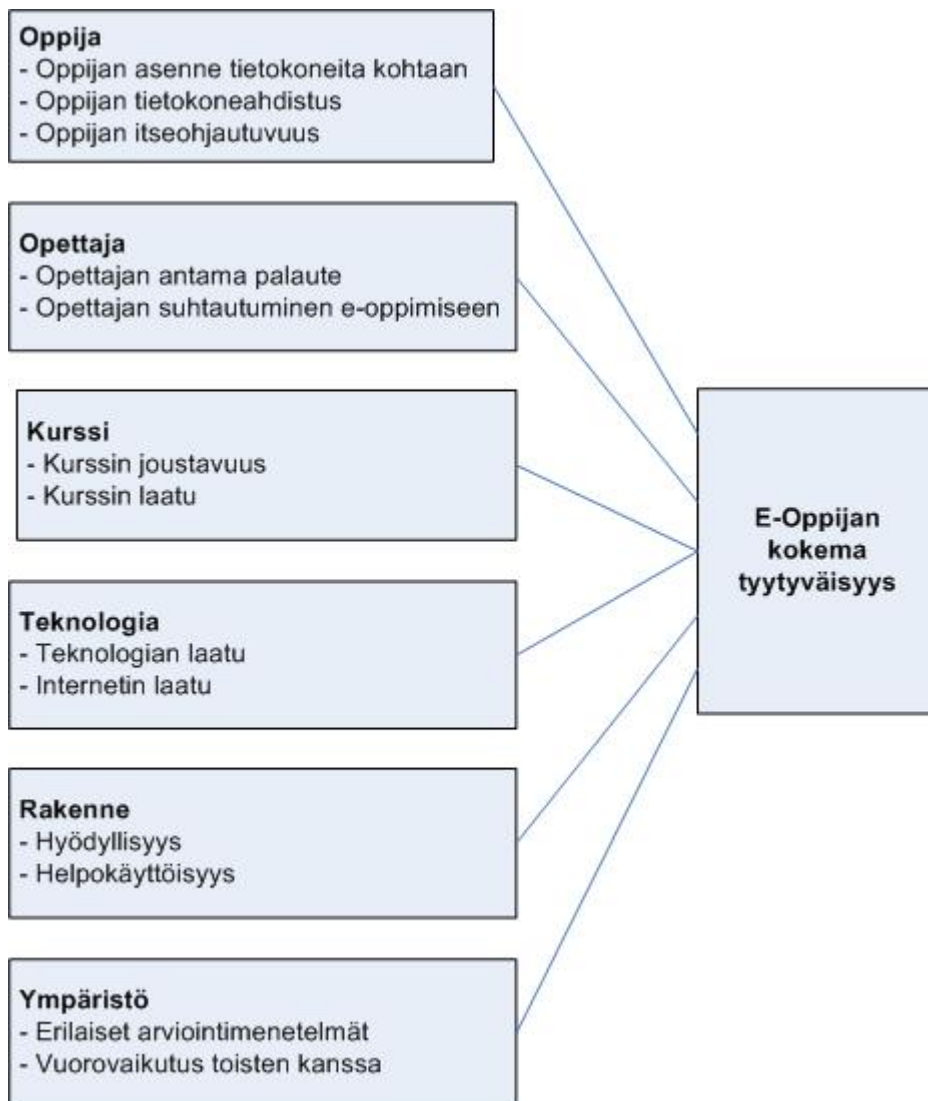 Oppija
- Oppijan asenne tietokoneita kohtaan
- Oppijan tietokoneahdistus
- Oppijan itseohjautuvuus
Opettaja
- Opettajan antama palaute
- Opettajan suhtautuminen e-oppimiseen
Kurssi
- Kurssin joustavuus
- Kurssin laatu
Teknologia
- Teknologian laatu
- Internetin laatu
Rakenne
- Hyödyllisyys
- Helpokäyttöisyys
Ympäristö
- Erilaiset arviointimenetelmät
- Vuorovaikutus toisten kanssa
E-Oppijan
kokema
tyytyväisyys